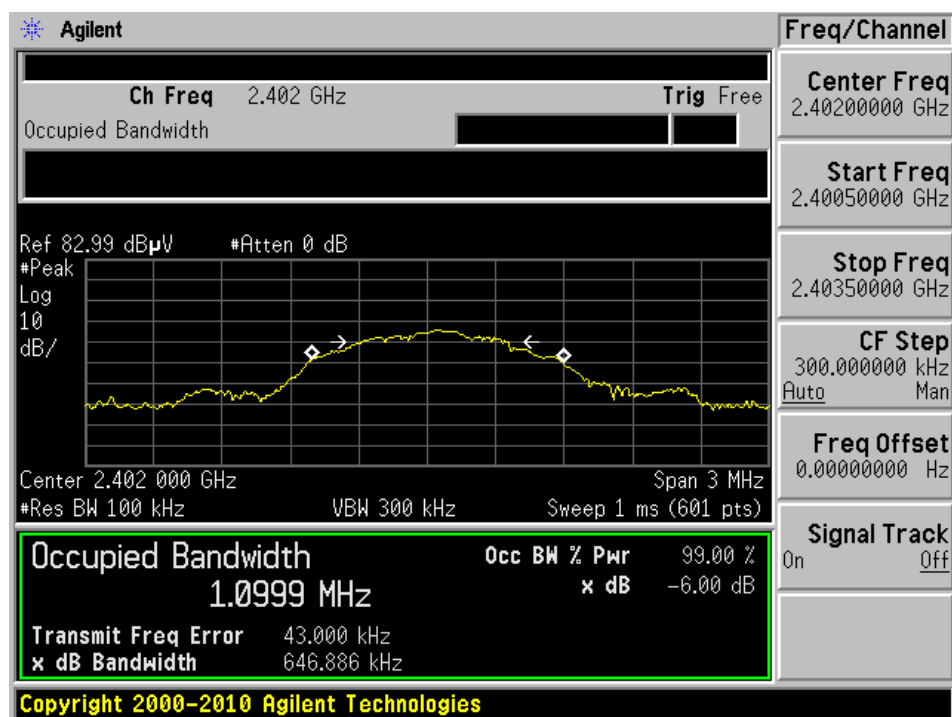 Agilent
Freq/Channel
Ch Freq 2.402 GHz Trig Free
Occupied Bandwidth
Center Freq
2.40200000 GHz
Start Freq
2.40050000 GHz
Stop Freq
2.40350000 GHz
CF Step
300.000000 kHz
Auto Man
Freq Offset
0.00000000 Hz
Signal Track
On Off
Ref 82.99 dBµV #Atten 0 dB
#Peak
Log
10
dB/
Center 2.402 000 GHz Span 3 MHz
#Res BW 100 kHz VBW 300 kHz Sweep 1 ms (601 pts)
Occupied Bandwidth
1.0999 MHz
Occ BW % Pwr 99.00 %
x dB -6.00 dB
Transmit Freq Error 43.000 kHz
x dB Bandwidth 646.886 kHz
Copyright 2000-2010 Agilent Technologies